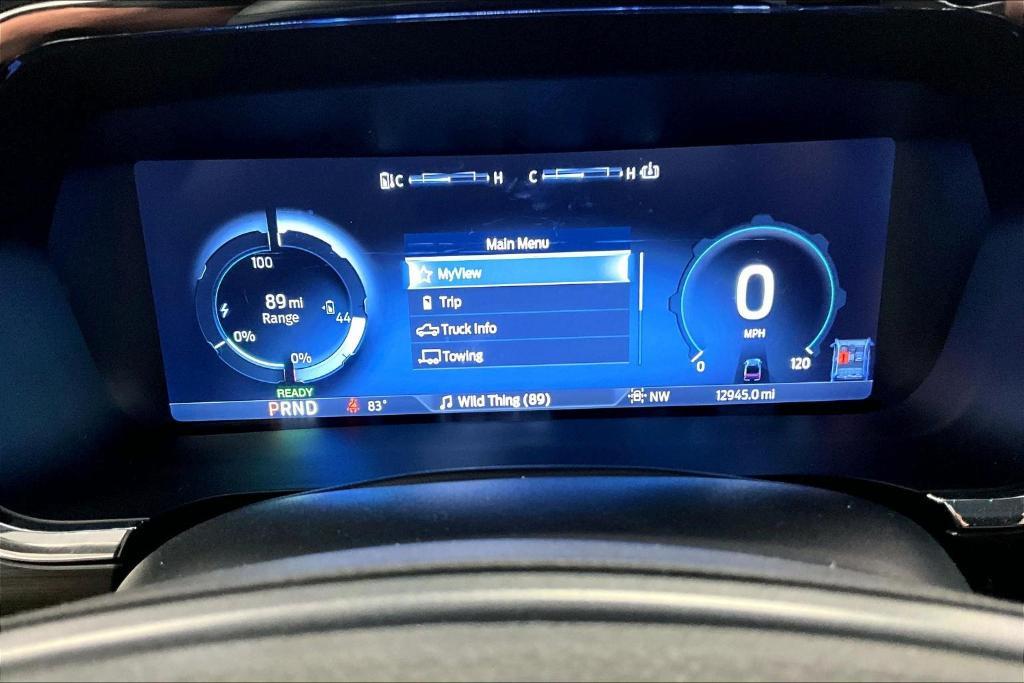 C H C H
Main Menu
MyView
Trip
Truck Info
Towing
100
89 mi
Range
44
0%
0%
0
MPH
0 120
READY
PRND 83° Wild Thing (89) NW 12945.0 mi